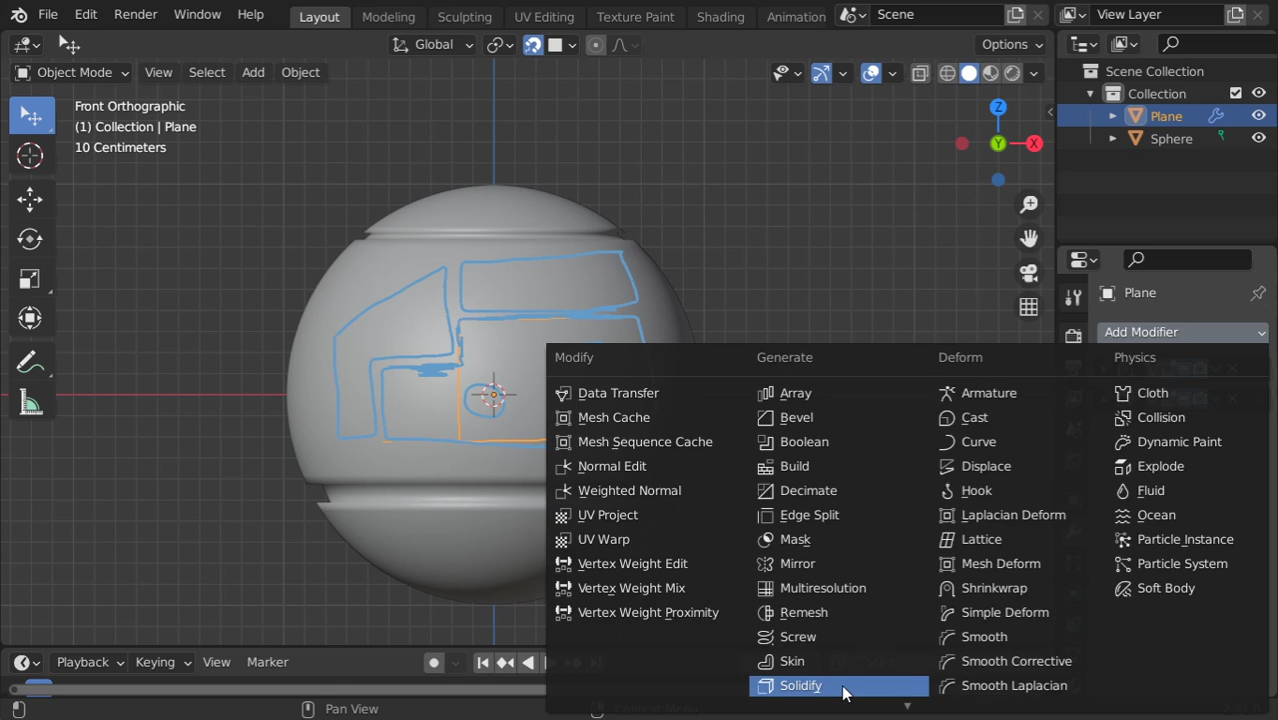 File Edit Render Window Help Layout Modeling Sculpting UV Editing Texture Paint Shading Animation Scene View Layer
Global Options
Object Mode View Select Add Object
Scene Collection
Collection
Plane
Sphere
Front Orthographic
(1) Collection | Plane
10 Centimeters
Z
Y
X
Plane
Add Modifier
Modify Generate Deform Physics
Data Transfer Array Armature Cloth
Mesh Cache Bevel Cast Collision
Mesh Sequence Cache Boolean Curve Dynamic Paint
Normal Edit Build Displace Explode
Weighted Normal Decimate Hook Fluid
UV Project Edge Split Laplacian Deform Ocean
UV Warp Mask Lattice Particle Instance
Vertex Weight Edit Mirror Mesh Deform Particle System
Vertex Weight Mix Multiresolution Shrinkwrap Soft Body
Vertex Weight Proximity Remesh Simple Deform
Screw Smooth
Skin Smooth Corrective
Solidify Smooth Laplacian
Playback Keying View Marker
Pan View